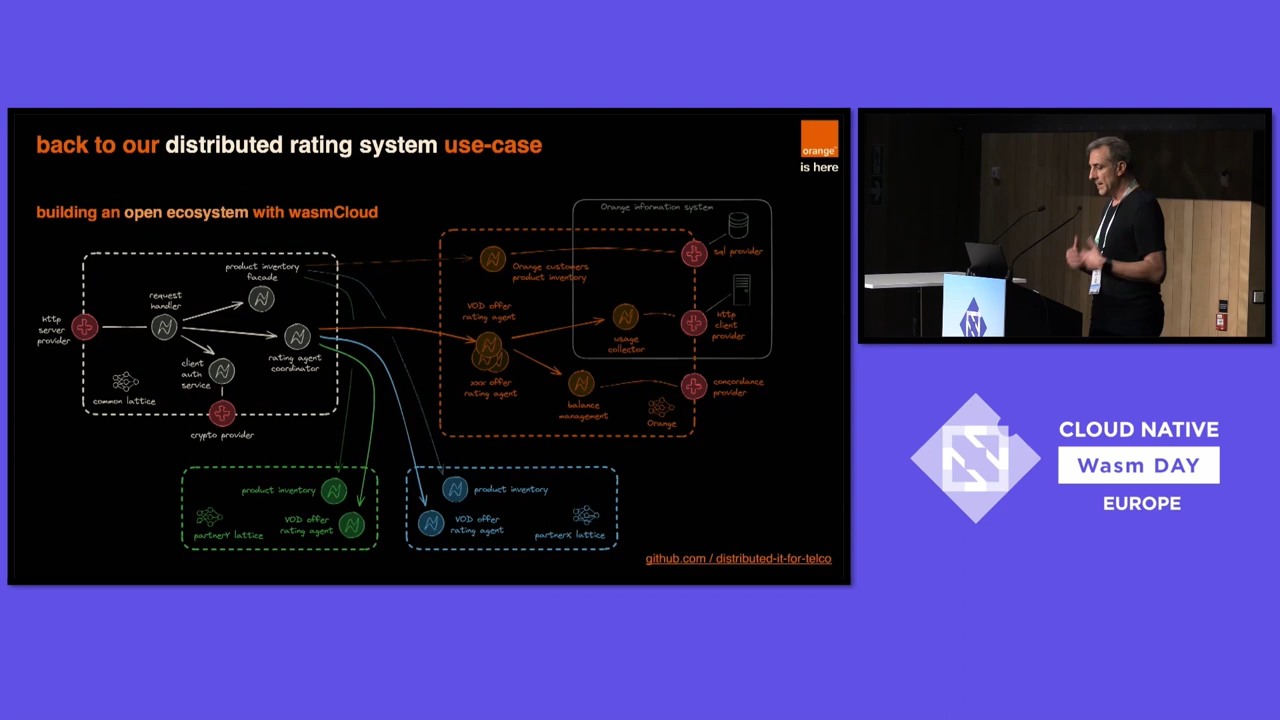 back to our distributed rating system use-case
orange™
is here
building an open ecosystem with wasmCloud
Orange information system
sql provider
product inventory
facade
Orange customers
product inventory
request
handler
http
server
provider
VOD offer
rating agent
http
client
provider
usage
collector
rating agent
coordinator
client
auth
service
xxx offer
rating agent
concordance
provider
common lattice
balance
management
Orange
crypto provider
product inventory
VOD offer
rating agent
partnerY lattice
product inventory
VOD offer
rating agent
partnerX lattice
github.com / distributed-it-for-telco
CLOUD NATIVE
Wasm DAY
EUROPE